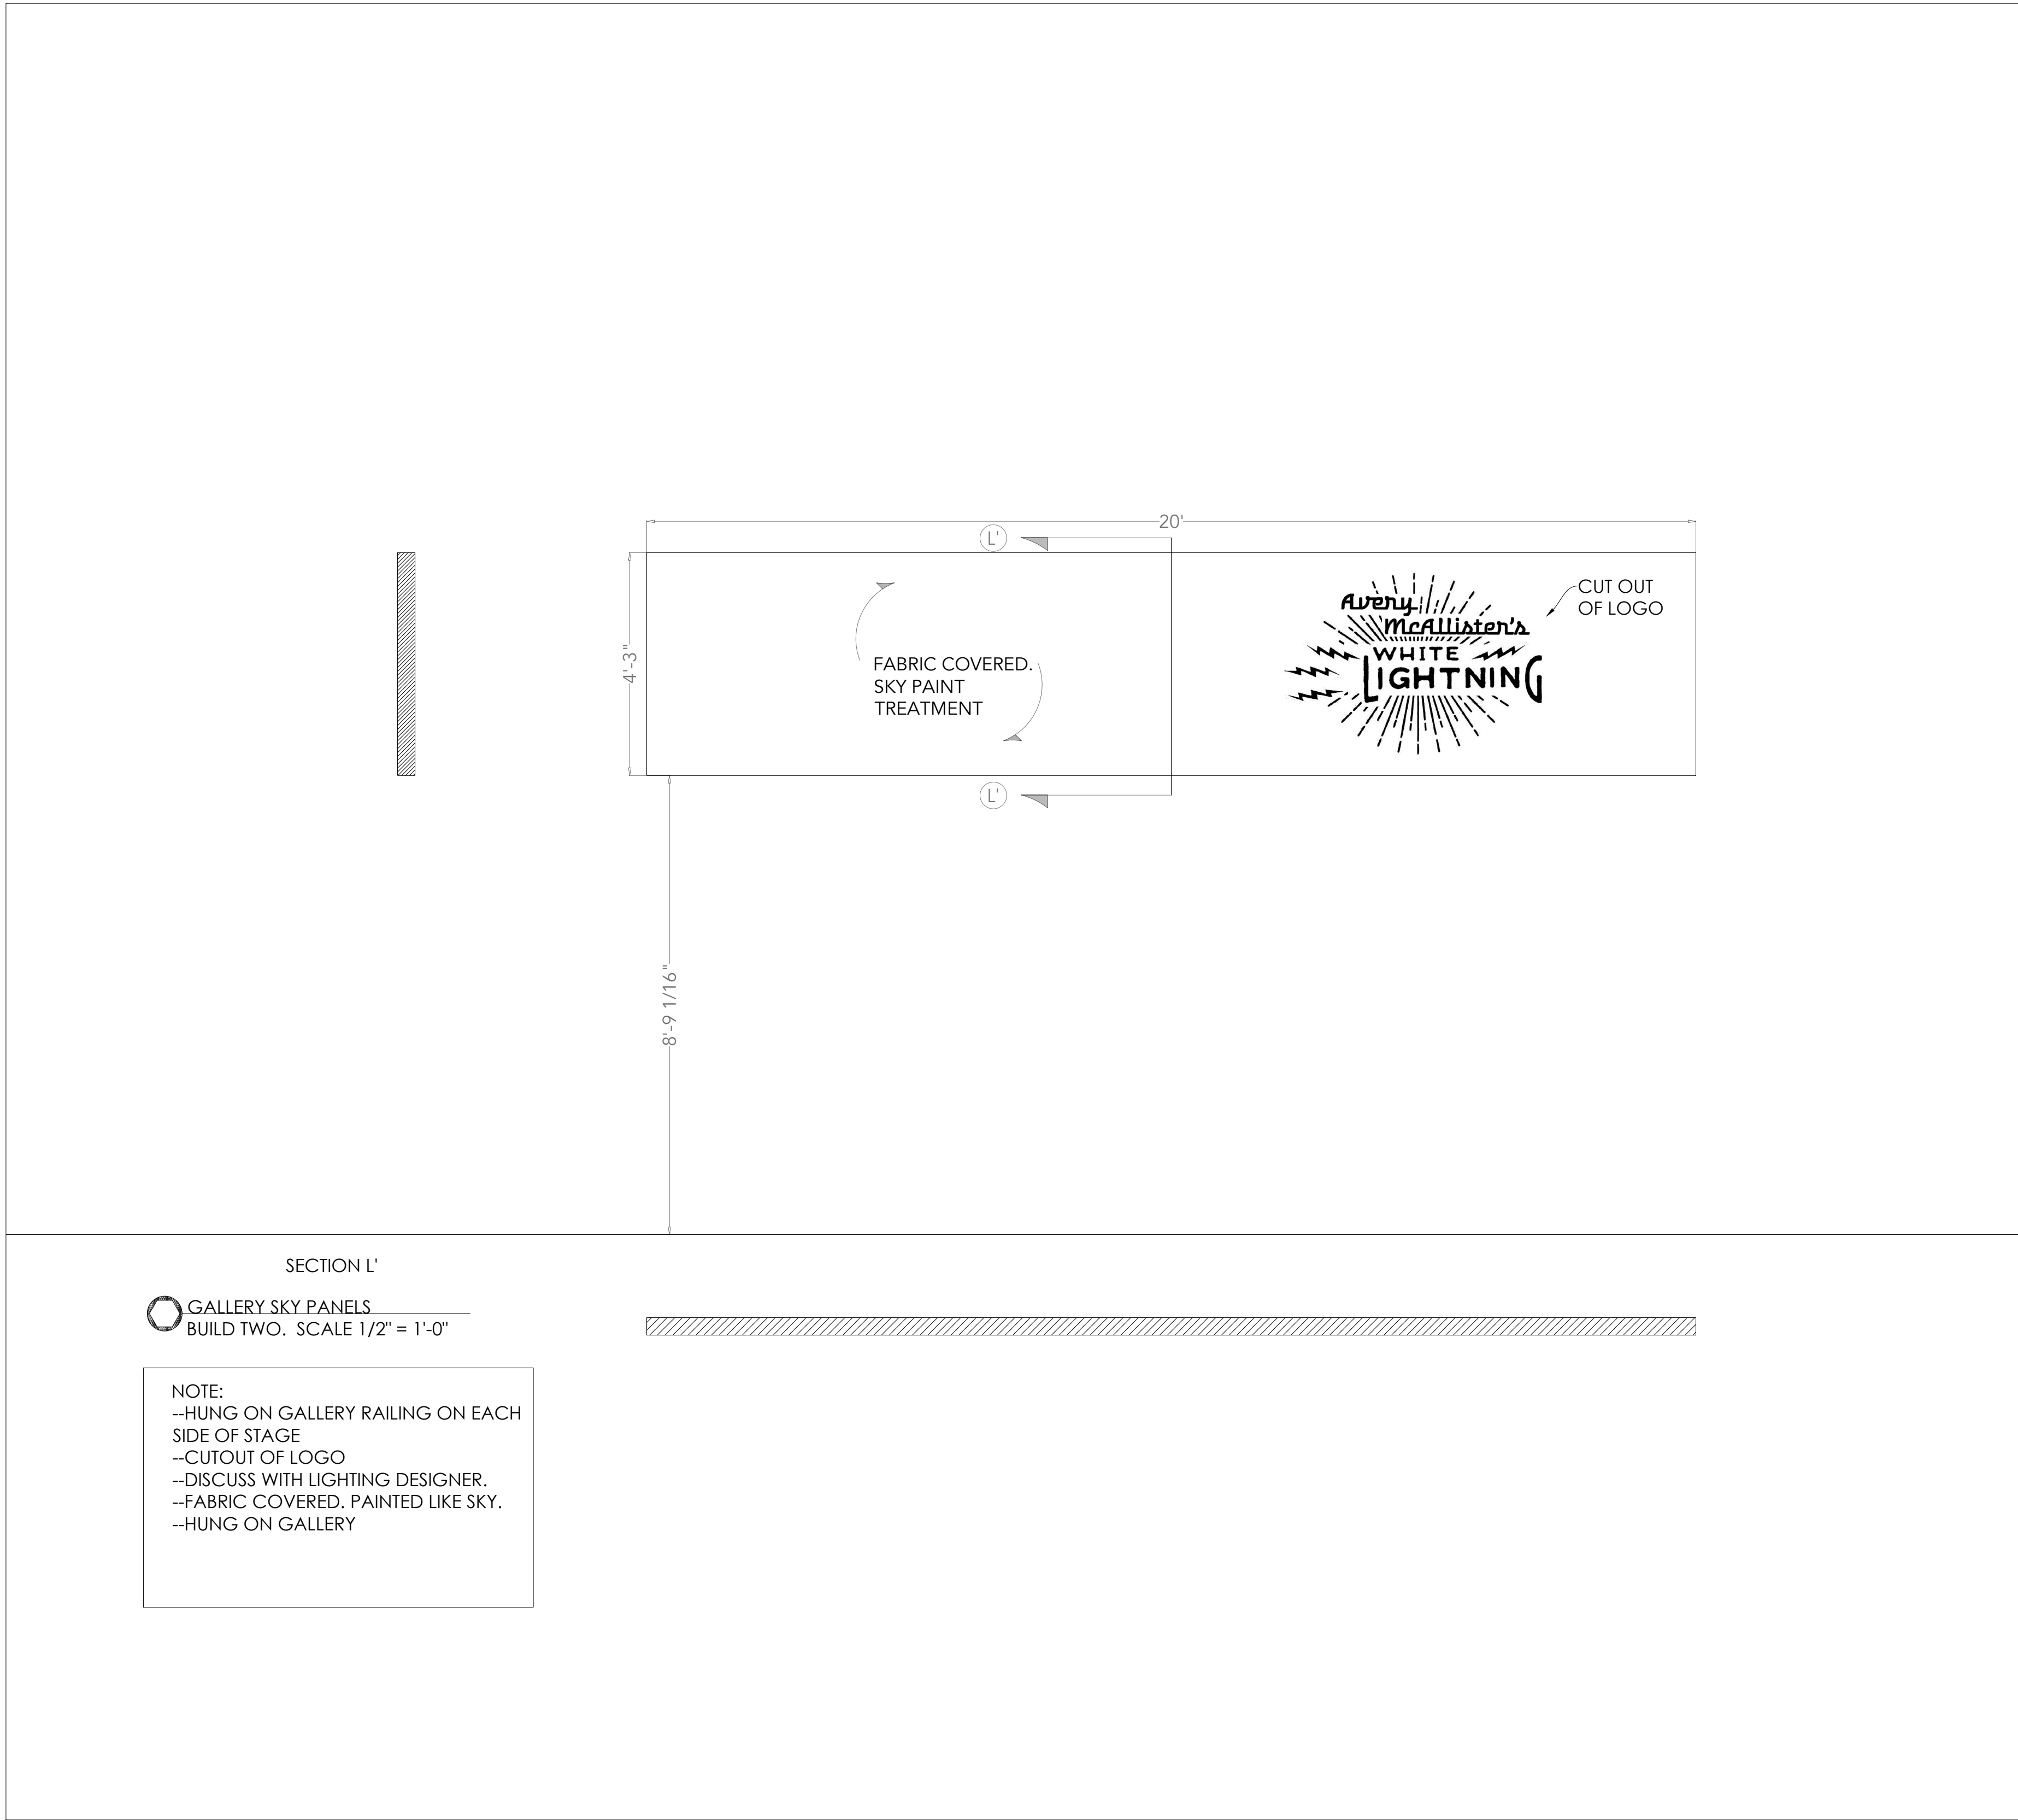 20'
L'
4'-3"
FABRIC COVERED.
SKY PAINT
TREATMENT
Avery
McAllister's
WHITE
LIGHTNING
CUT OUT
OF LOGO
L'
8'-9 1/16"
SECTION L'
GALLERY SKY PANELS
BUILD TWO.  SCALE 1/2" = 1'-0"
NOTE:
--HUNG ON GALLERY RAILING ON EACH
SIDE OF STAGE
--CUTOUT OF LOGO
--DISCUSS WITH LIGHTING DESIGNER.
--FABRIC COVERED. PAINTED LIKE SKY.
--HUNG ON GALLERY